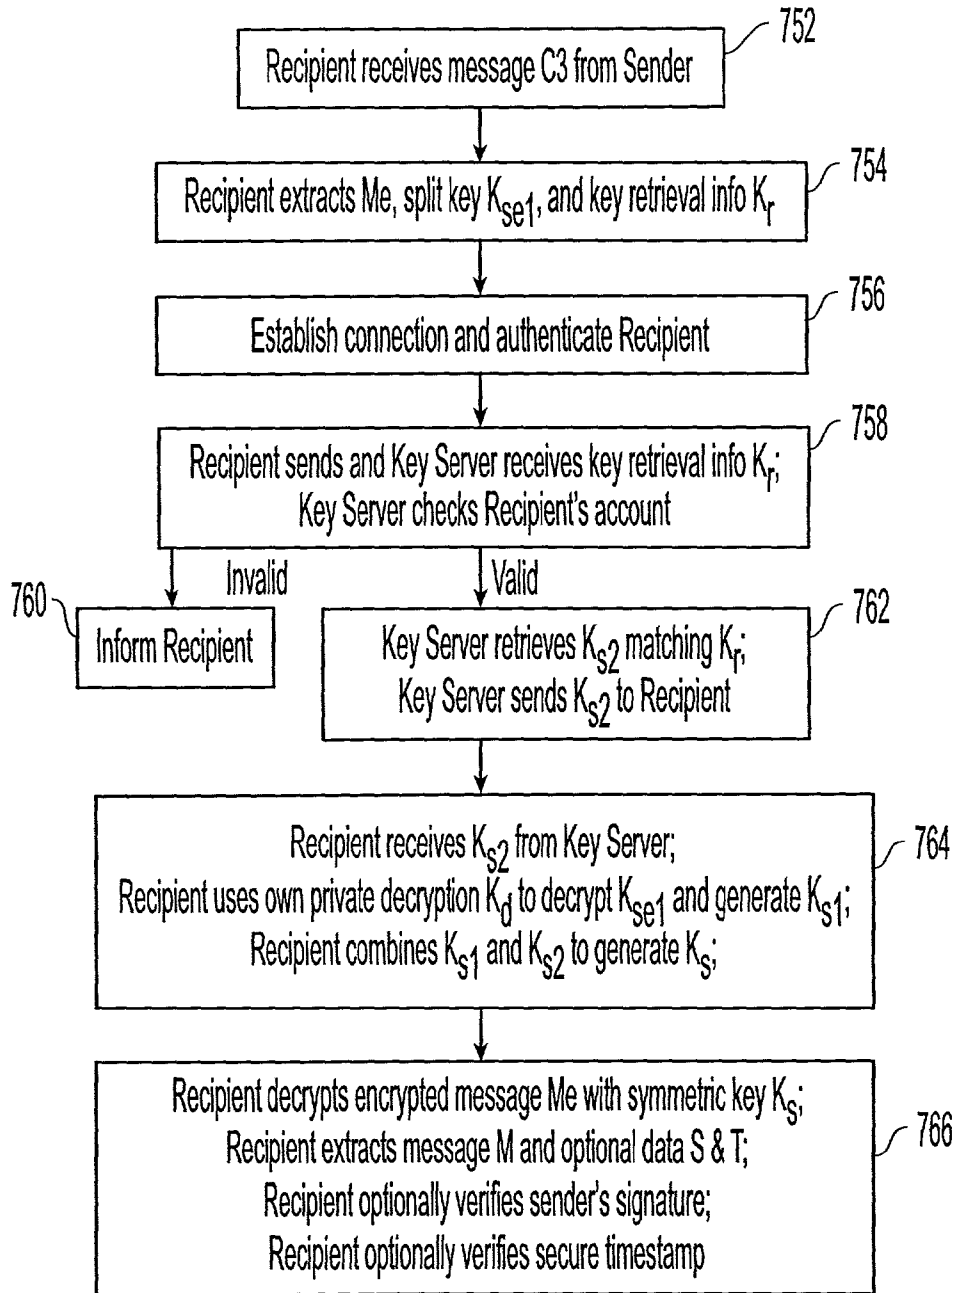 752
Recipient receives message C3 from Sender
754
Recipient extracts Me, split key Kse1, and key retrieval info Kr
756
Establish connection and authenticate Recipient
758
Recipient sends and Key Server receives key retrieval info Kr;
Key Server checks Recipient's account
Invalid
Valid
760
Inform Recipient
762
Key Server retrieves Ks2 matching Kr;
Key Server sends Ks2 to Recipient
764
Recipient receives Ks2 from Key Server;
Recipient uses own private decryption Kd to decrypt Kse1 and generate Ks1;
Recipient combines Ks1 and Ks2 to generate Ks;
766
Recipient decrypts encrypted message Me with symmetric key Ks;
Recipient extracts message M and optional data S & T;
Recipient optionally verifies sender's signature;
Recipient optionally verifies secure timestamp